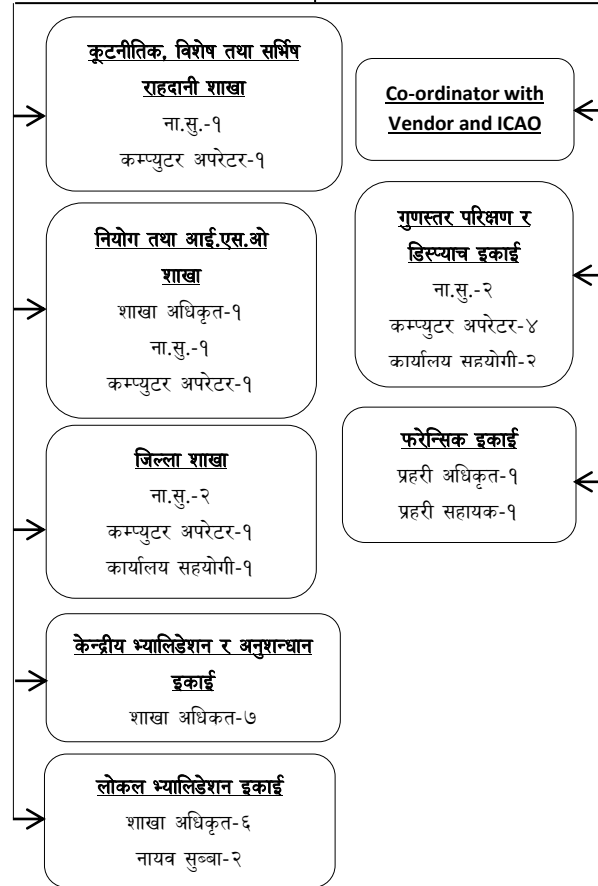 कूटनीतिक, विशेष तथा सर्भिष
राहदानी शाखा
ना.सु.-१
कम्प्युटर अपरेटर-१
नियोग तथा आई.एस.ओ
शाखा
शाखा अधिकृत-१
ना.सु.-१
कम्प्युटर अपरेटर-१
जिल्ला शाखा
ना.सु.-२
कम्प्युटर अपरेटर-१
कार्यालय सहयोगी-१
केन्द्रीय भ्यालिडेशन र अनुशन्धान
इकाई
शाखा अधिकृत-७
लोकल भ्यालिडेशन इकाई
शाखा अधिकृत-६
नायव सुब्बा-२
Co-ordinator with
Vendor and ICAO
गुणस्तर परिक्षण र
डिस्प्याच इकाई
ना.सु.-२
कम्प्युटर अपरेटर-४
कार्यालय सहयोगी-२
फरेन्सिक इकाई
प्रहरी अधिकृत-१
प्रहरी सहायक-१